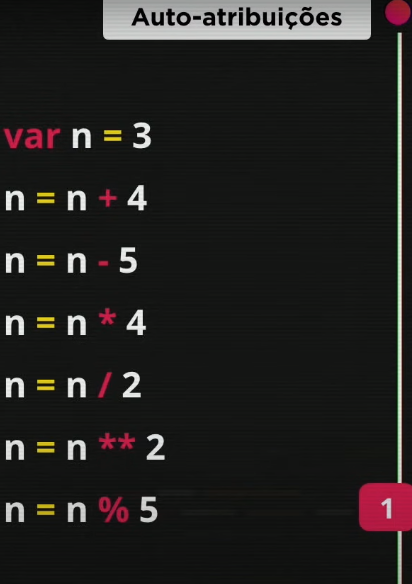 Auto-atribuições
var n = 3
n = n + 4
n = n - 5
n = n * 4
n = n / 2
n = n ** 2
n = n % 5
1